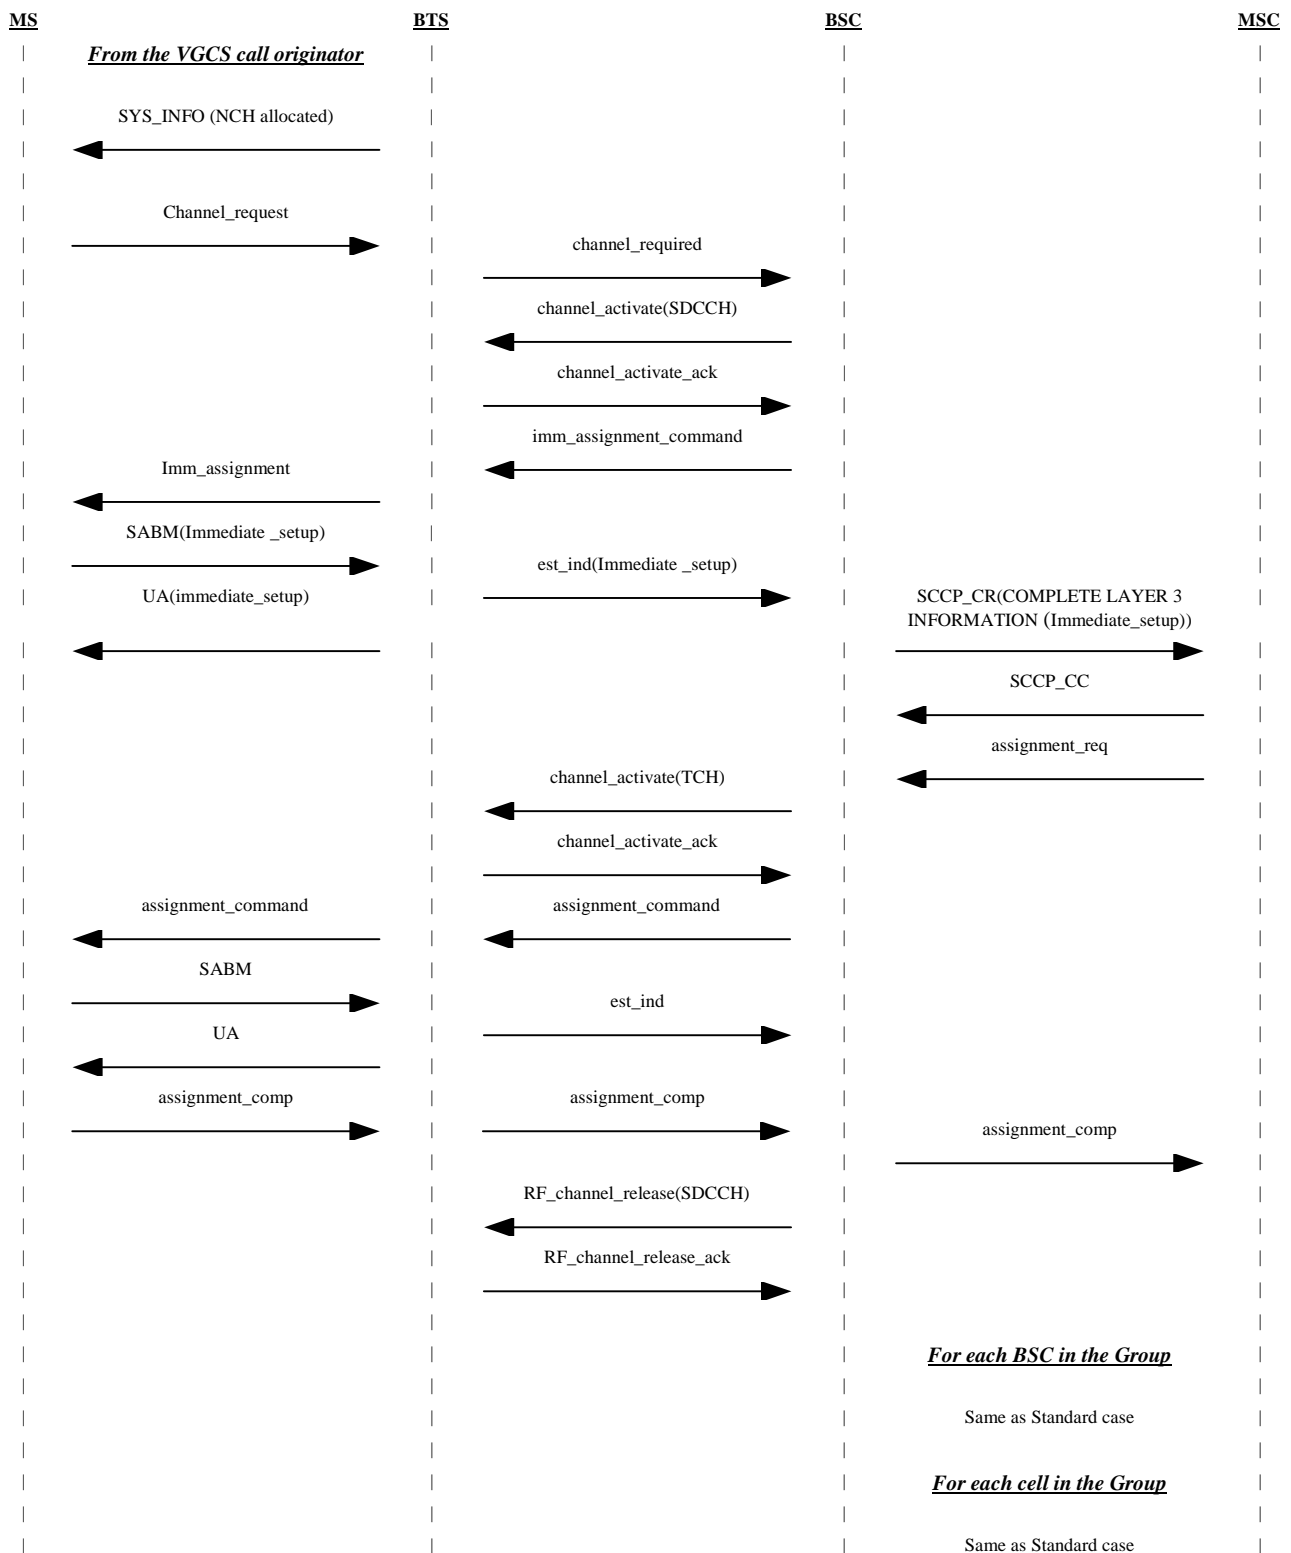 MS BTS BSC MSC
From the VGCS call originator
SYS_INFO (NCH allocated)
Channel_request
channel_required
channel_activate(SDCCH)
channel_activate_ack
imm_assignment_command
Imm_assignment
SABM(Immediate _setup)
est_ind(Immediate _setup)
UA(immediate_setup)
SCCP_CR(COMPLETE LAYER 3
INFORMATION (Immediate_setup))
SCCP_CC
assignment_req
channel_activate(TCH)
channel_activate_ack
assignment_command assignment_command
SABM
est_ind
UA
assignment_comp assignment_comp
assignment_comp
RF_channel_release(SDCCH)
RF_channel_release_ack
For each BSC in the Group
Same as Standard case
For each cell in the Group
Same as Standard case